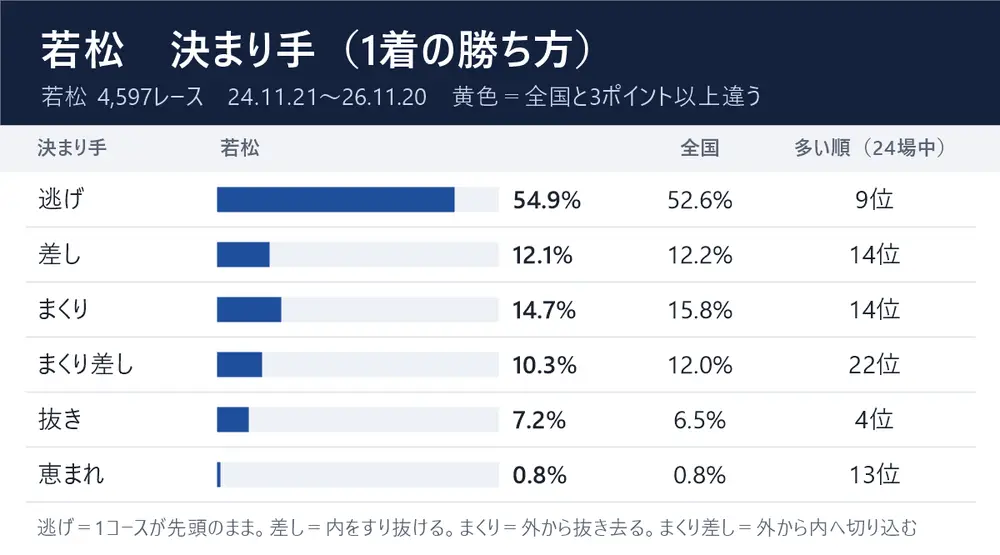 若松　決まり手（1着の勝ち方）
若松 4,597レース　24.11.21〜26.11.20　黄色＝全国と3ポイント以上違う
決まり手　若松　全国　多い順（24場中）
逃げ　54.9%　52.6%　9位
差し　12.1%　12.2%　14位
まくり　14.7%　15.8%　14位
まくり差し　10.3%　12.0%　22位
抜き　7.2%　6.5%　4位
恵まれ　0.8%　0.8%　13位
逃げ＝1コースが先頭のまま。差し＝内をすり抜ける。まくり＝外から抜き去る。まくり差し＝外から内へ切り込む